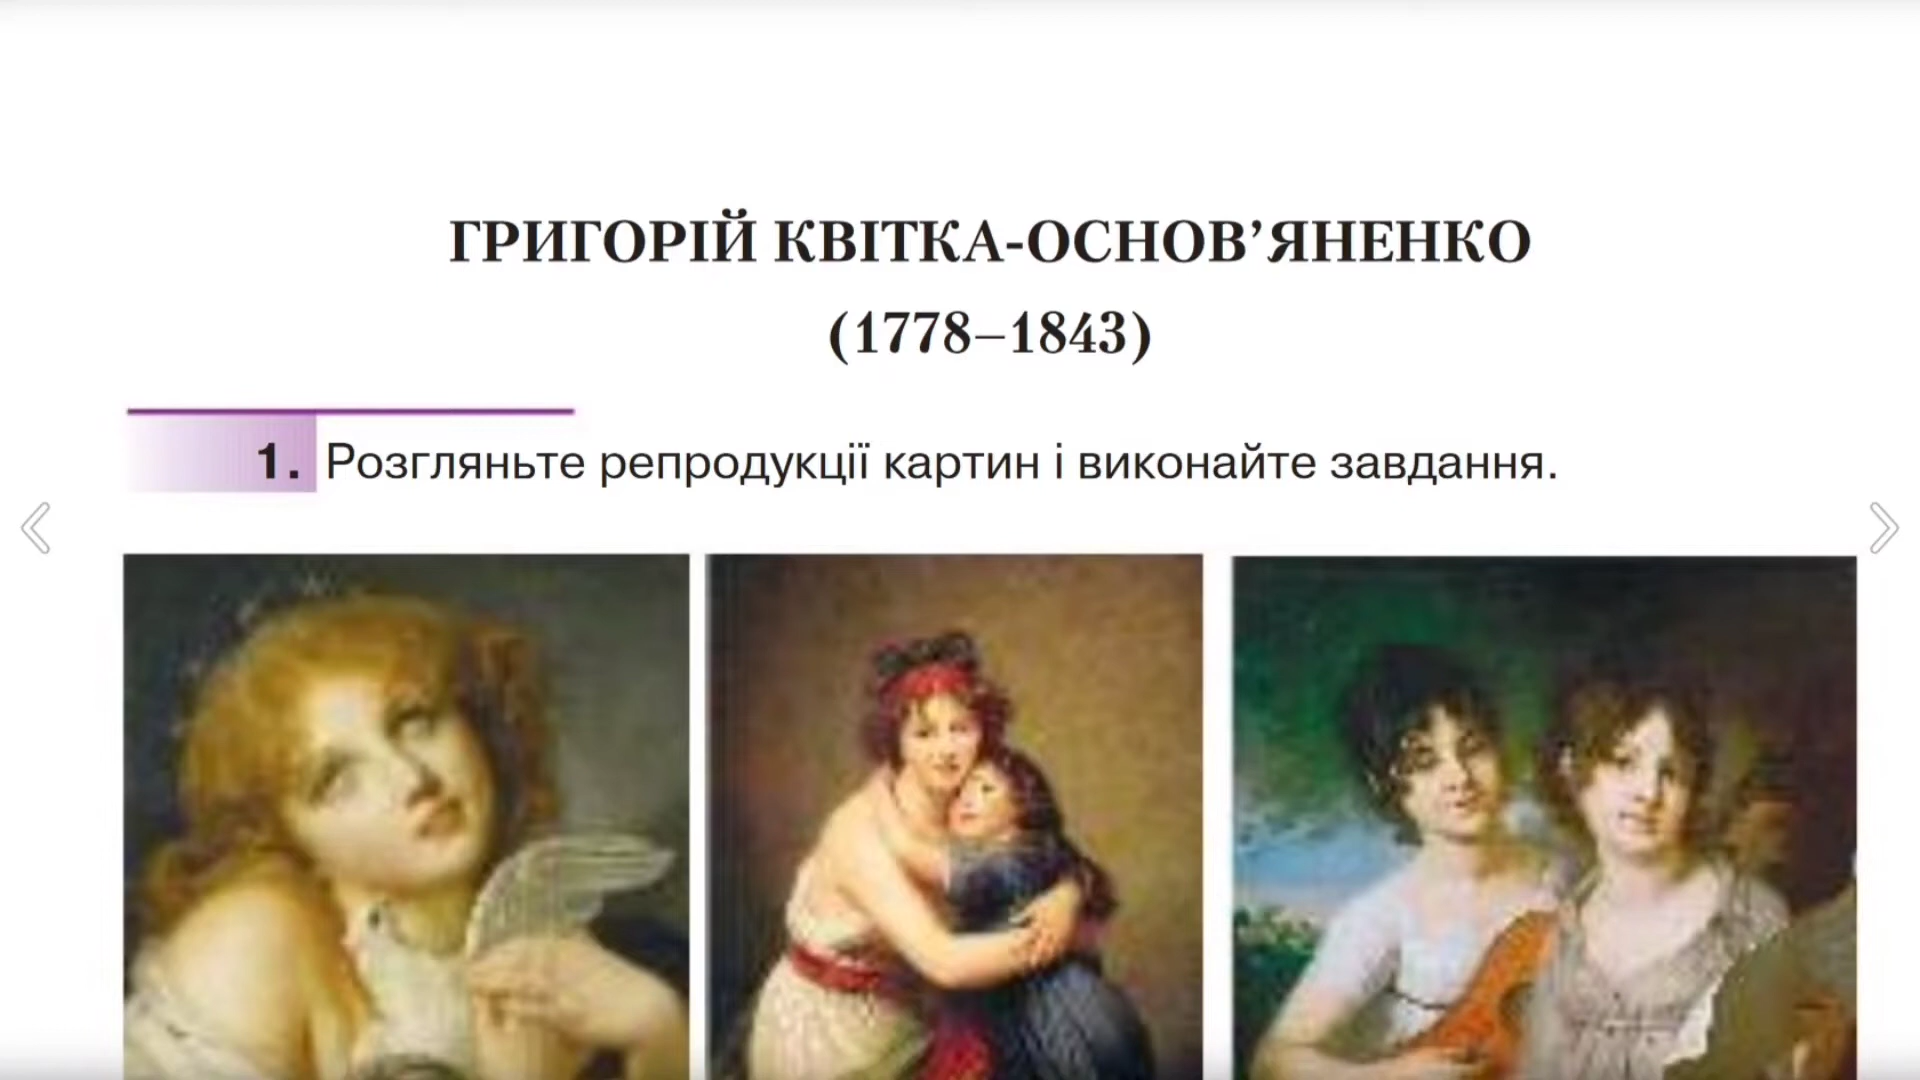 ГРИГОРІЙ КВІТКА-ОСНОВ’ЯНЕНКО
(1778–1843)
1. Розгляньте репродукції картин і виконайте завдання.